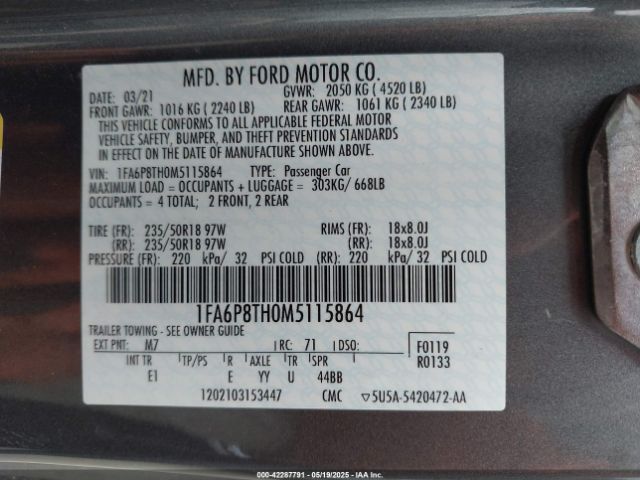 MFD. BY FORD MOTOR CO.
DATE: 03/21 GVWR: 2050 KG ( 4520 LB)
FRONT GAWR: 1016 KG ( 2240 LB) REAR GAWR: 1061 KG ( 2340 LB)
THIS VEHICLE CONFORMS TO ALL APPLICABLE FEDERAL MOTOR
VEHICLE SAFETY, BUMPER, AND THEFT PREVENTION STANDARDS
IN EFFECT ON THE DATE OF MANUFACTURE SHOWN ABOVE.
VIN: 1FA6P8TH0M5115864 TYPE: Passenger Car
MAXIMUM LOAD = OCCUPANTS + LUGGAGE = 303KG/ 668LB
OCCUPANTS = 4 TOTAL; 2 FRONT, 2 REAR
TIRE (FR): 235/50R18 97W RIMS (FR): 18x8.0J
(RR): 235/50R18 97W (RR): 18x8.0J
PRESSURE (FR): 220 kPa/ 32 PSI COLD (RR): 220 kPa/ 32 PSI COLD
1FA6P8TH0M5115864
TRAILER TOWING - SEE OWNER GUIDE
EXT PNT: M7 RC: 71 DSO: F0119
R0133
INT TR TP/PS R AXLE TR SPR
E1 E YY U 44BB
1202103153447 CMC 5U5A-5420472-AA
000-42287791 - 05/19/2025 - IAA Inc.